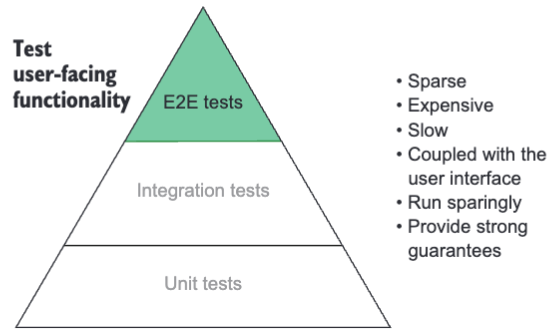 Test
user-facing
functionality
E2E tests
Integration tests
Unit tests
• Sparse
• Expensive
• Slow
• Coupled with the
user interface
• Run sparingly
• Provide strong
guarantees